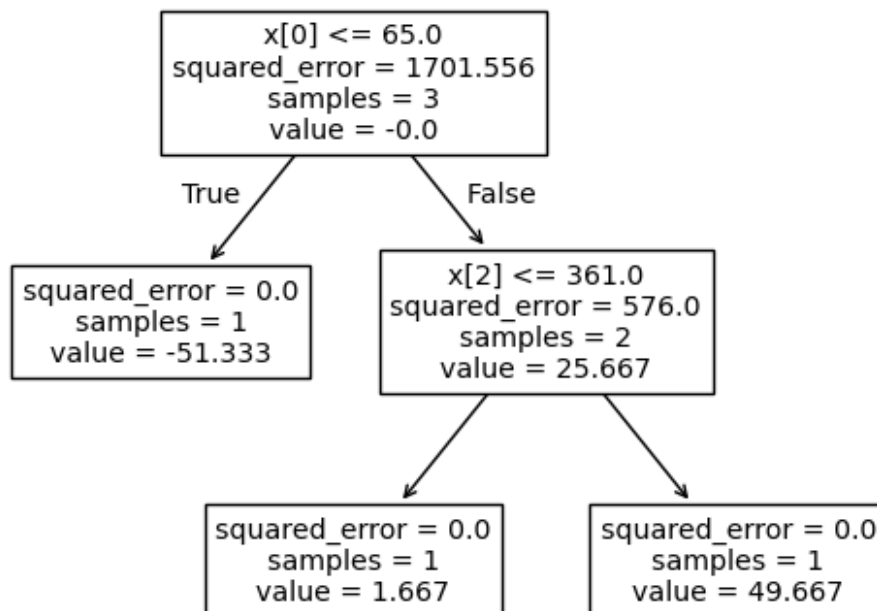 x[0] <= 65.0
squared_error = 1701.556
samples = 3
value = -0.0
True
False
squared_error = 0.0
samples = 1
value = -51.333
x[2] <= 361.0
squared_error = 576.0
samples = 2
value = 25.667
squared_error = 0.0
samples = 1
value = 1.667
squared_error = 0.0
samples = 1
value = 49.667